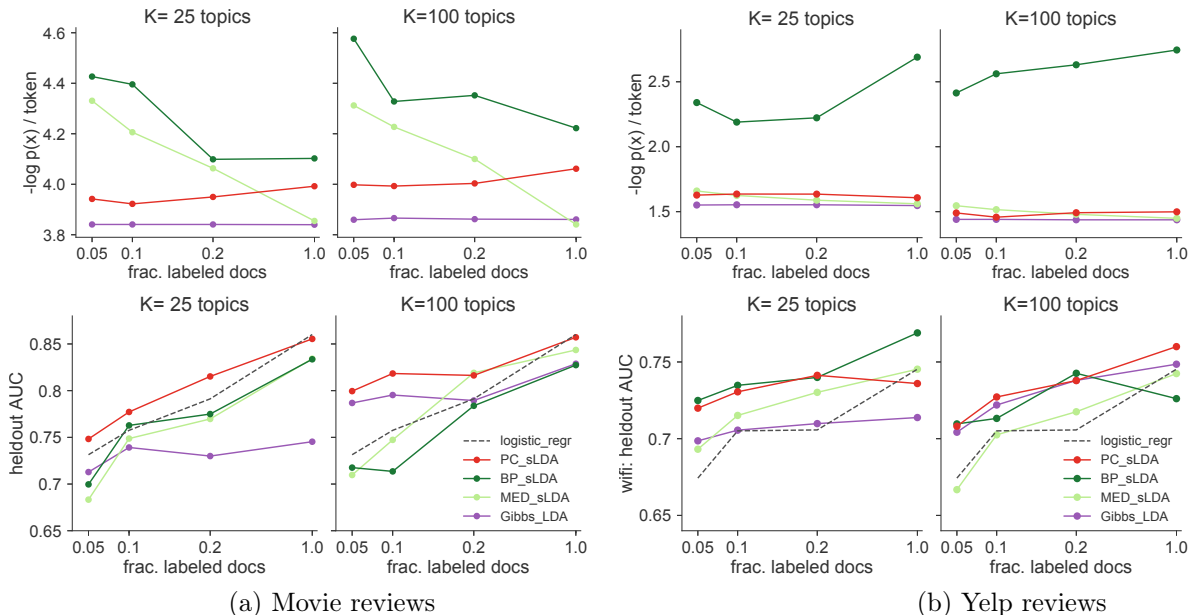 K= 25 topics
K=100 topics
-log p(x) / token
4.6
4.4
4.2
4.0
3.8
0.05 0.1 0.2 1.0
frac. labeled docs
0.05 0.1 0.2 1.0
frac. labeled docs
K= 25 topics
K=100 topics
heldout AUC
0.85
0.8
0.75
0.7
0.65
0.05 0.1 0.2 1.0
frac. labeled docs
0.05 0.1 0.2 1.0
frac. labeled docs
logistic_regr
PC_sLDA
BP_sLDA
MED_sLDA
Gibbs_LDA
(a) Movie reviews
K= 25 topics
K=100 topics
-log p(x) / token
2.5
2.0
1.5
0.05 0.1 0.2 1.0
frac. labeled docs
0.05 0.1 0.2 1.0
frac. labeled docs
K= 25 topics
K=100 topics
wifi: heldout AUC
0.75
0.7
0.65
0.05 0.1 0.2 1.0
frac. labeled docs
0.05 0.1 0.2 1.0
frac. labeled docs
logistic_regr
PC_sLDA
BP_sLDA
MED_sLDA
Gibbs_LDA
(b) Yelp reviews